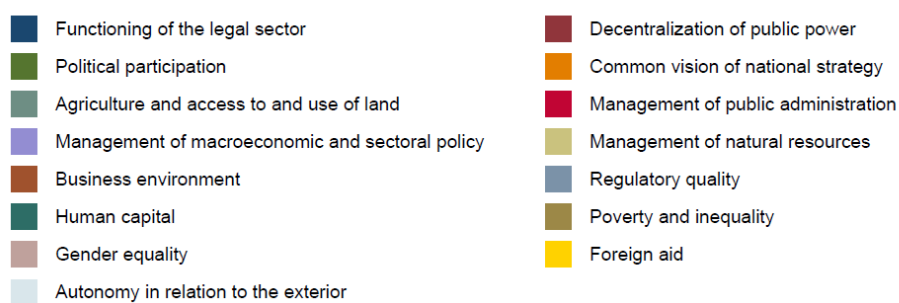 Functioning of the legal sector
Political participation
Agriculture and access to and use of land
Management of macroeconomic and sectoral policy
Business environment
Human capital
Gender equality
Autonomy in relation to the exterior
Decentralization of public power
Common vision of national strategy
Management of public administration
Management of natural resources
Regulatory quality
Poverty and inequality
Foreign aid